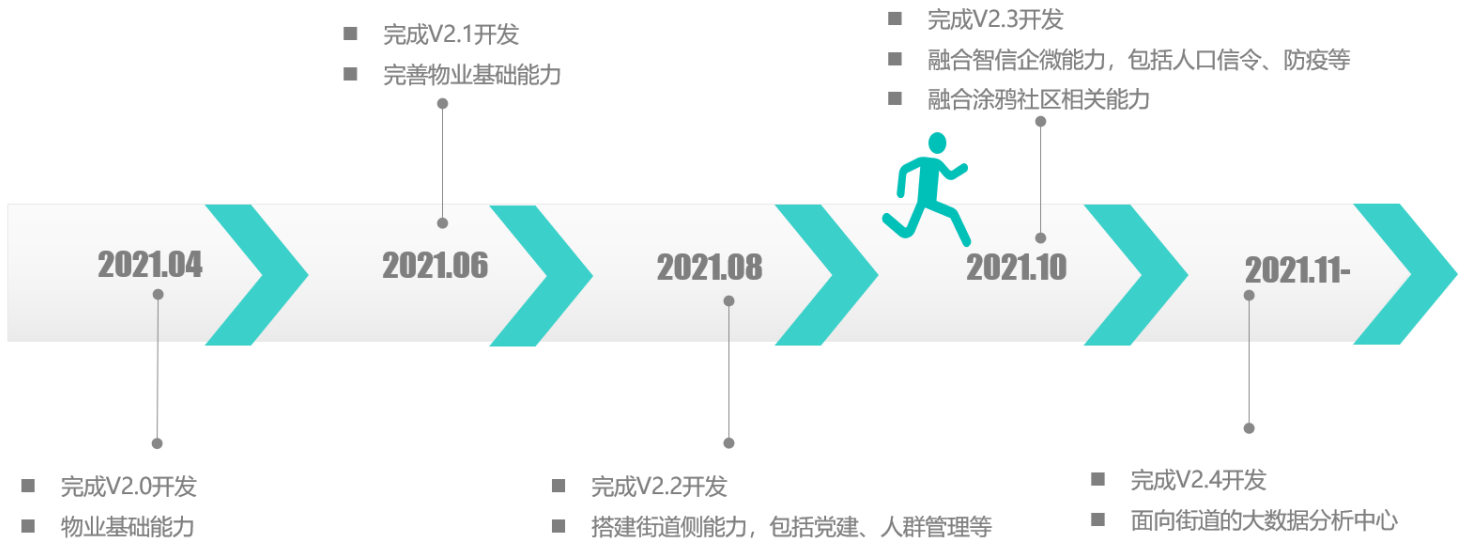 完成V2.1开发
完善物业基础能力
完成V2.3开发
融合智信企微能力，包括人口信令、防疫等
融合涂鸦社区相关能力
2021.04
2021.06
2021.08
2021.10
2021.11-
完成V2.0开发
物业基础能力
完成V2.2开发
搭建街道侧能力，包括党建、人群管理等
完成V2.4开发
面向街道的大数据分析中心